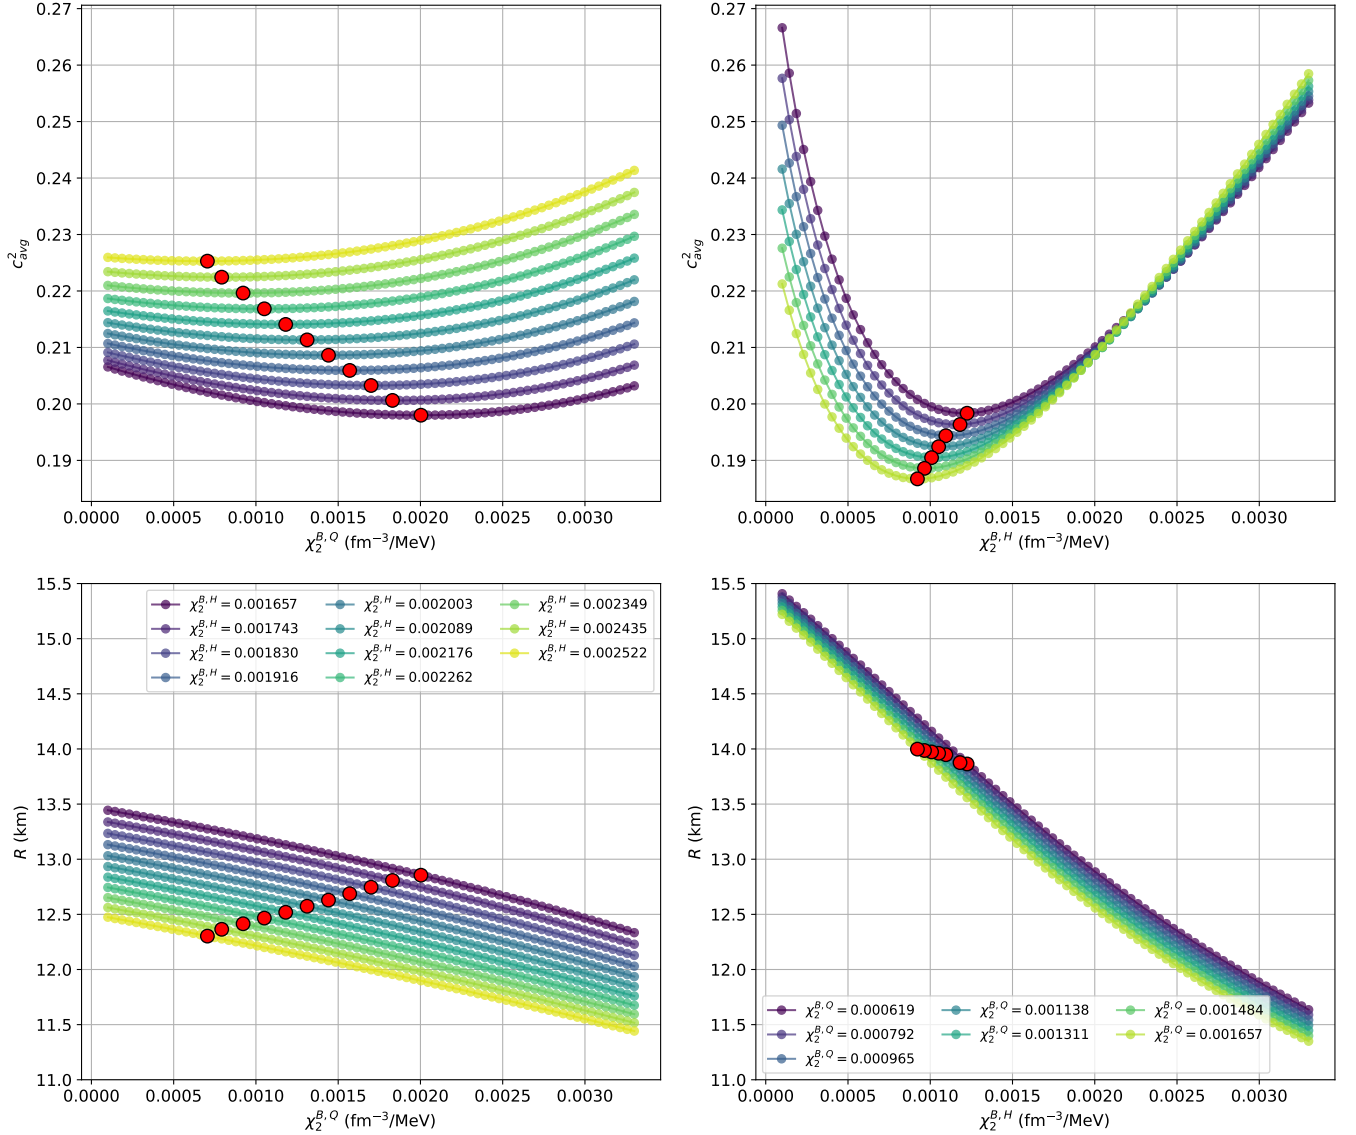 0.27
0.26
0.25
0.24
0.23
0.22
0.21
0.20
0.19
c²avg
0.0000 0.0005 0.0010 0.0015 0.0020 0.0025 0.0030
χ₂^{B,Q} (fm⁻³/MeV)
0.27
0.26
0.25
0.24
0.23
0.22
0.21
0.20
0.19
c²avg
0.0000 0.0005 0.0010 0.0015 0.0020 0.0025 0.0030
χ₂^{B,H} (fm⁻³/MeV)
15.5
15.0
14.5
14.0
13.5
13.0
12.5
12.0
11.5
11.0
R (km)
χ₂^{B,H} = 0.001657 χ₂^{B,H} = 0.002003 χ₂^{B,H} = 0.002349
χ₂^{B,H} = 0.001743 χ₂^{B,H} = 0.002089 χ₂^{B,H} = 0.002435
χ₂^{B,H} = 0.001830 χ₂^{B,H} = 0.002176 χ₂^{B,H} = 0.002522
χ₂^{B,H} = 0.001916 χ₂^{B,H} = 0.002262
0.0000 0.0005 0.0010 0.0015 0.0020 0.0025 0.0030
χ₂^{B,Q} (fm⁻³/MeV)
15.5
15.0
14.5
14.0
13.5
13.0
12.5
12.0
11.5
11.0
R (km)
χ₂^{B,Q} = 0.000619 χ₂^{B,Q} = 0.001138 χ₂^{B,Q} = 0.001484
χ₂^{B,Q} = 0.000792 χ₂^{B,Q} = 0.001311 χ₂^{B,Q} = 0.001657
χ₂^{B,Q} = 0.000965
0.0000 0.0005 0.0010 0.0015 0.0020 0.0025 0.0030
χ₂^{B,H} (fm⁻³/MeV)